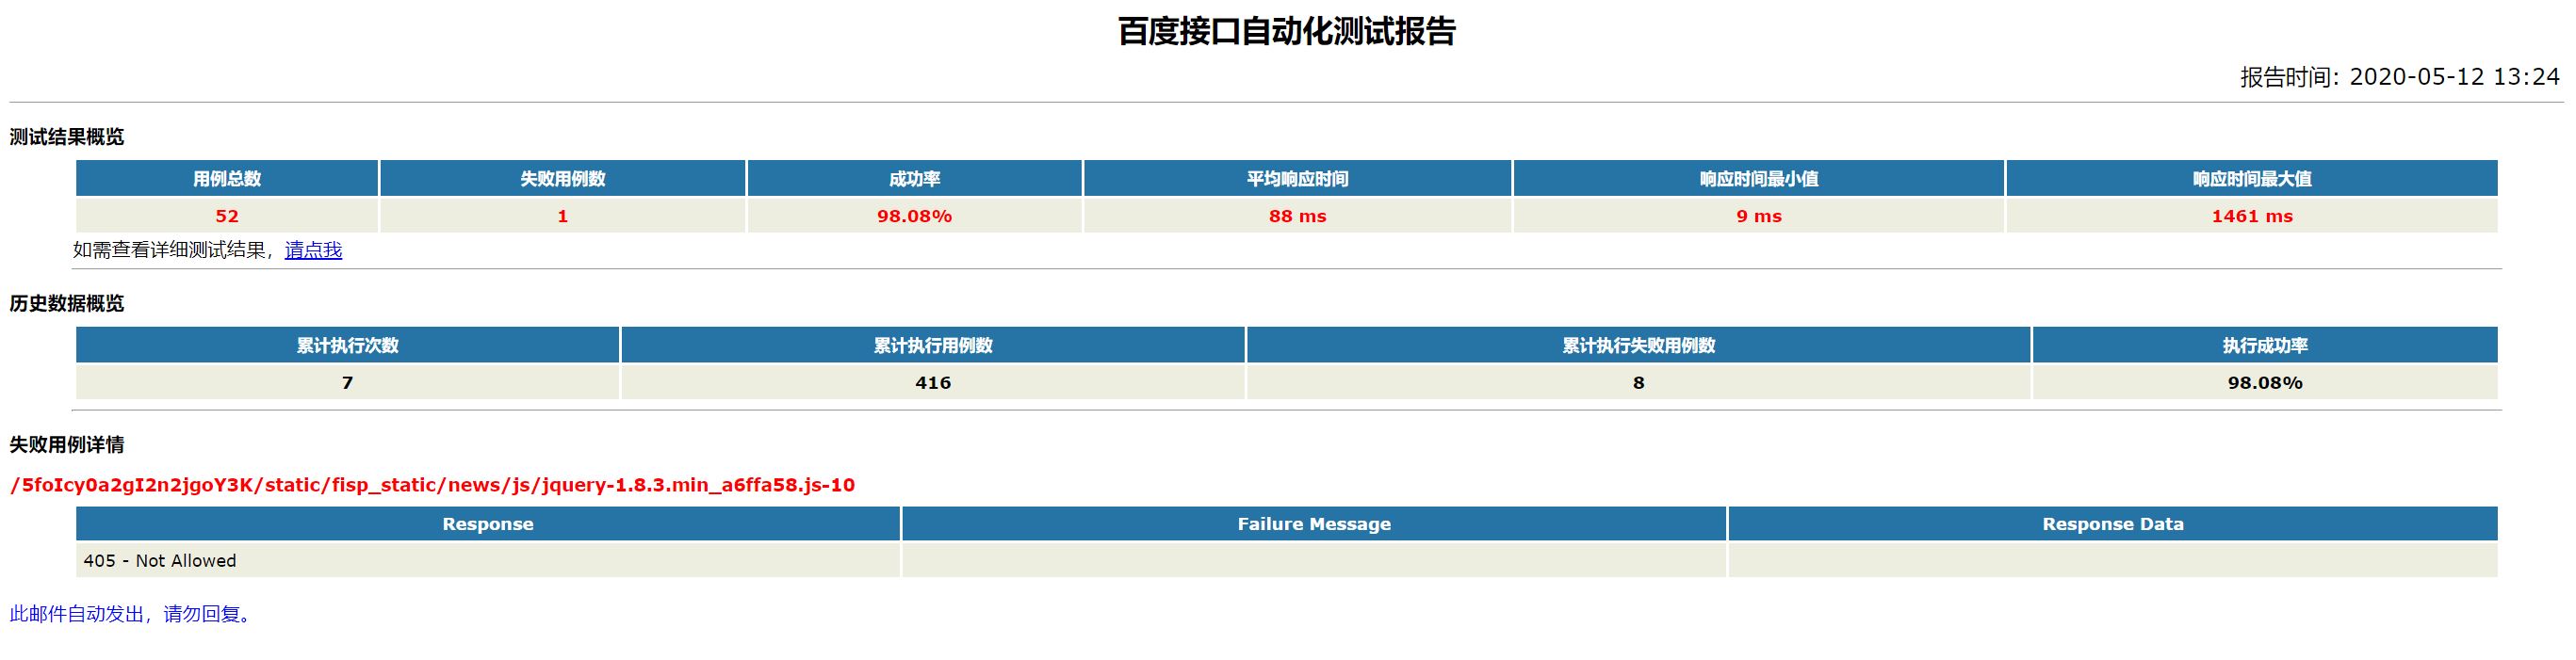 百度接口自动化测试报告
报告时间: 2020-05-12 13:24
测试结果概览
用例总数 失败用例数 成功率 平均响应时间 响应时间最小值 响应时间最大值
52 1 98.08% 88 ms 9 ms 1461 ms
如需查看详细测试结果，请点我
历史数据概览
累计执行次数 累计执行用例数 累计执行失败用例数 执行成功率
7 416 8 98.08%
失败用例详情
/5foIcy0a2gI2n2jgoY3K/static/fisp_static/news/js/jquery-1.8.3.min_a6ffa58.js-10
Response Failure Message Response Data
405 - Not Allowed
此邮件自动发出，请勿回复。